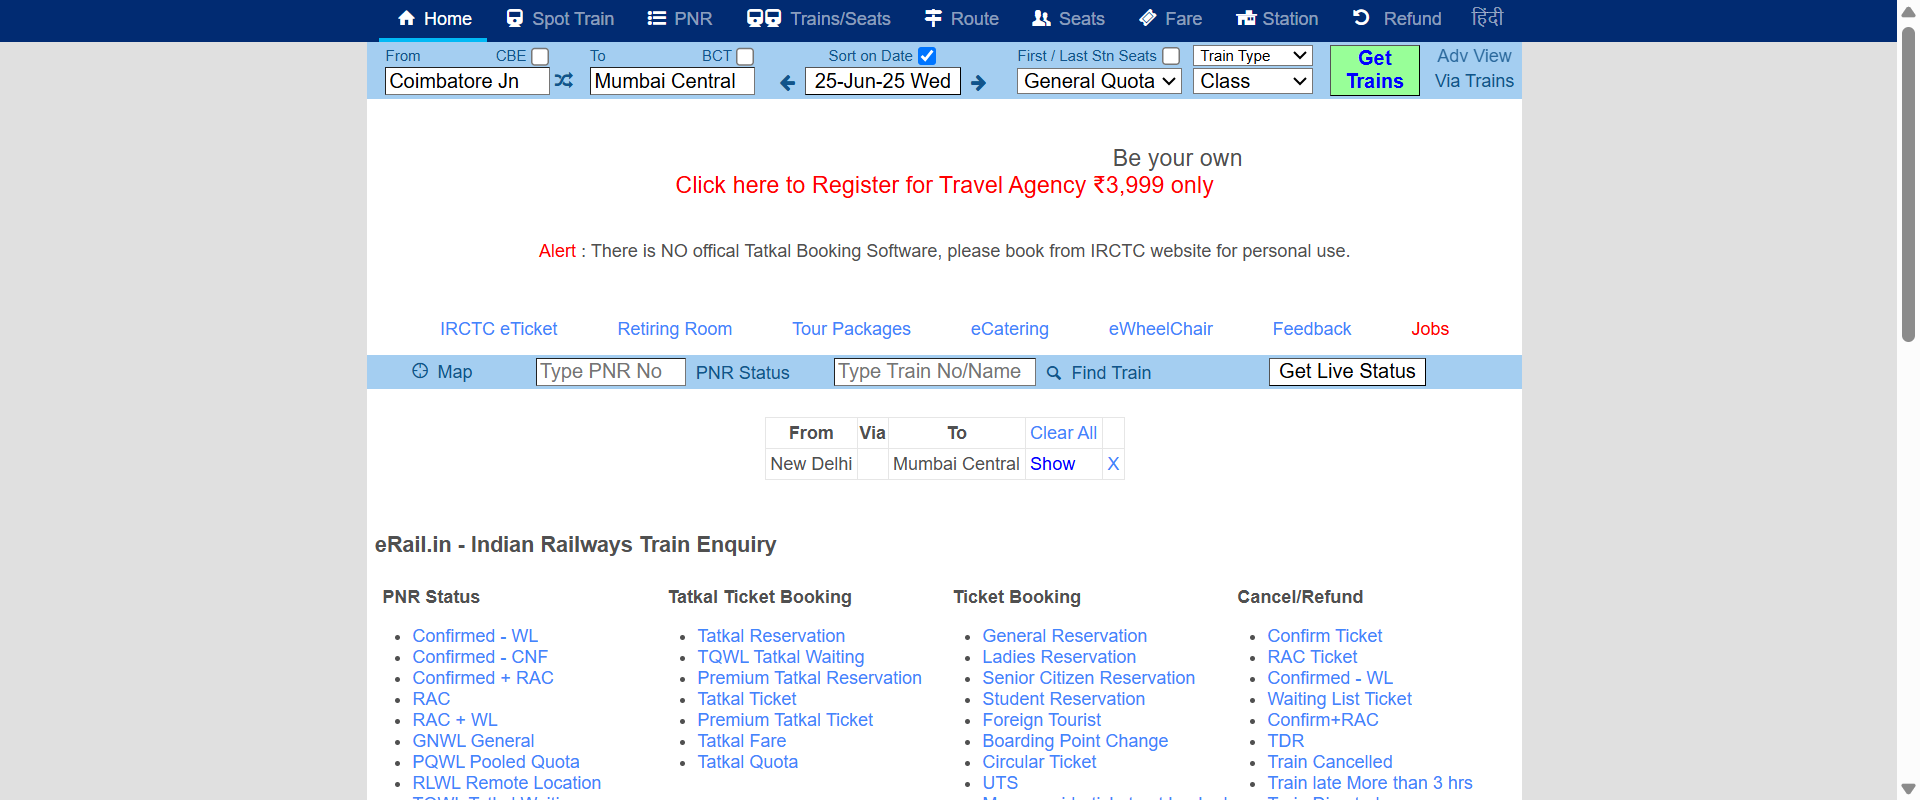 Home Spot Train PNR Trains/Seats Route Seats Fare Station Refund हिंदी
From CBE To BCT Sort on Date First / Last Stn Seats Train Type Get Trains Adv View
Coimbatore Jn Mumbai Central 25-Jun-25 Wed General Quota Class Via Trains
Be your own
Click here to Register for Travel Agency ₹3,999 only
Alert : There is NO offical Tatkal Booking Software, please book from IRCTC website for personal use.
IRCTC eTicket Retiring Room Tour Packages eCatering eWheelChair Feedback Jobs
Map Type PNR No PNR Status Type Train No/Name Find Train Get Live Status
From Via To Clear All
New Delhi Mumbai Central Show X
eRail.in - Indian Railways Train Enquiry
PNR Status
Confirmed - WL
Confirmed - CNF
Confirmed + RAC
RAC
RAC + WL
GNWL General
PQWL Pooled Quota
RLWL Remote Location
Tatkal Ticket Booking
Tatkal Reservation
TQWL Tatkal Waiting
Premium Tatkal Reservation
Tatkal Ticket
Premium Tatkal Ticket
Tatkal Fare
Tatkal Quota
Ticket Booking
General Reservation
Ladies Reservation
Senior Citizen Reservation
Student Reservation
Foreign Tourist
Boarding Point Change
Circular Ticket
UTS
Cancel/Refund
Confirm Ticket
RAC Ticket
Confirmed - WL
Waiting List Ticket
Confirm+RAC
TDR
Train Cancelled
Train late More than 3 hrs